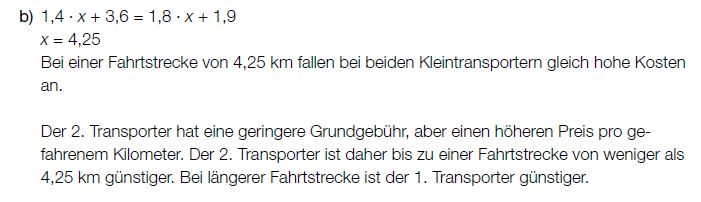 b) 1,4 · x + 3,6 = 1,8 · x + 1,9
x = 4,25
Bei einer Fahrtstrecke von 4,25 km fallen bei beiden Kleintransportern gleich hohe Kosten
an.
Der 2. Transporter hat eine geringere Grundgebühr, aber einen höheren Preis pro ge-
fahrenem Kilometer. Der 2. Transporter ist daher bis zu einer Fahrtstrecke von weniger als
4,25 km günstiger. Bei längerer Fahrtstrecke ist der 1. Transporter günstiger.